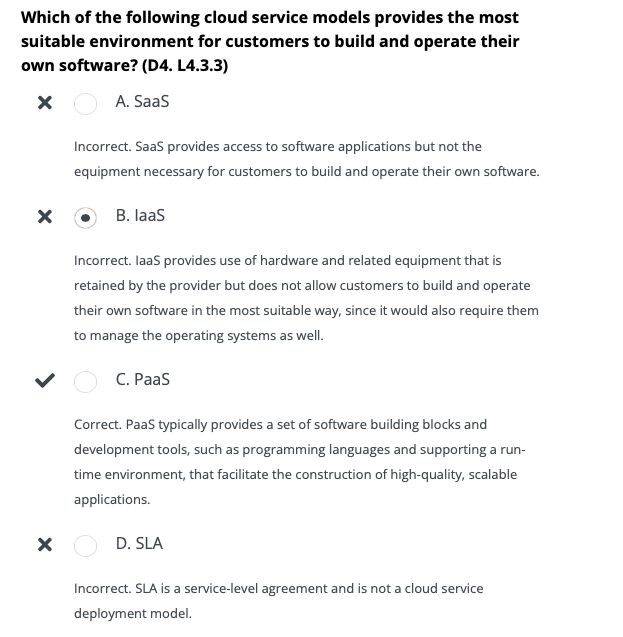 Which of the following cloud service models provides the most
suitable environment for customers to build and operate their
own software? (D4. L4.3.3)
A. SaaS
Incorrect. SaaS provides access to software applications but not the
equipment necessary for customers to build and operate their own software.
B. IaaS
Incorrect. IaaS provides use of hardware and related equipment that is
retained by the provider but does not allow customers to build and operate
their own software in the most suitable way, since it would also require them
to manage the operating systems as well.
C. PaaS
Correct. PaaS typically provides a set of software building blocks and
development tools, such as programming languages and supporting a run-
time environment, that facilitate the construction of high-quality, scalable
applications.
D. SLA
Incorrect. SLA is a service-level agreement and is not a cloud service
deployment model.